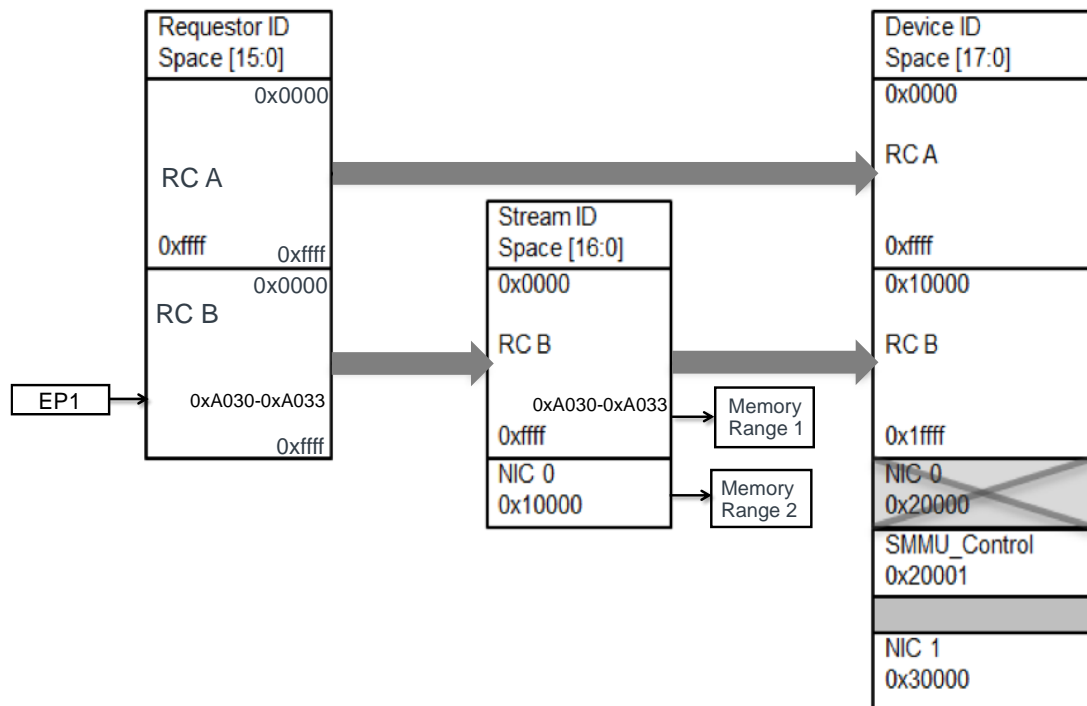 Requestor ID
Space [15:0]
0x0000
RC A
0xffff
0xffff
0x0000
RC B
0xA030-0xA033
0xffff
EP1
Stream ID
Space [16:0]
0x0000
RC B
0xA030-0xA033
0xffff
NIC 0
0x10000
Memory
Range 1
Memory
Range 2
Device ID
Space [17:0]
0x0000
RC A
0xffff
0x10000
RC B
0x1ffff
NIC 0
0x20000
SMMU_Control
0x20001
NIC 1
0x30000